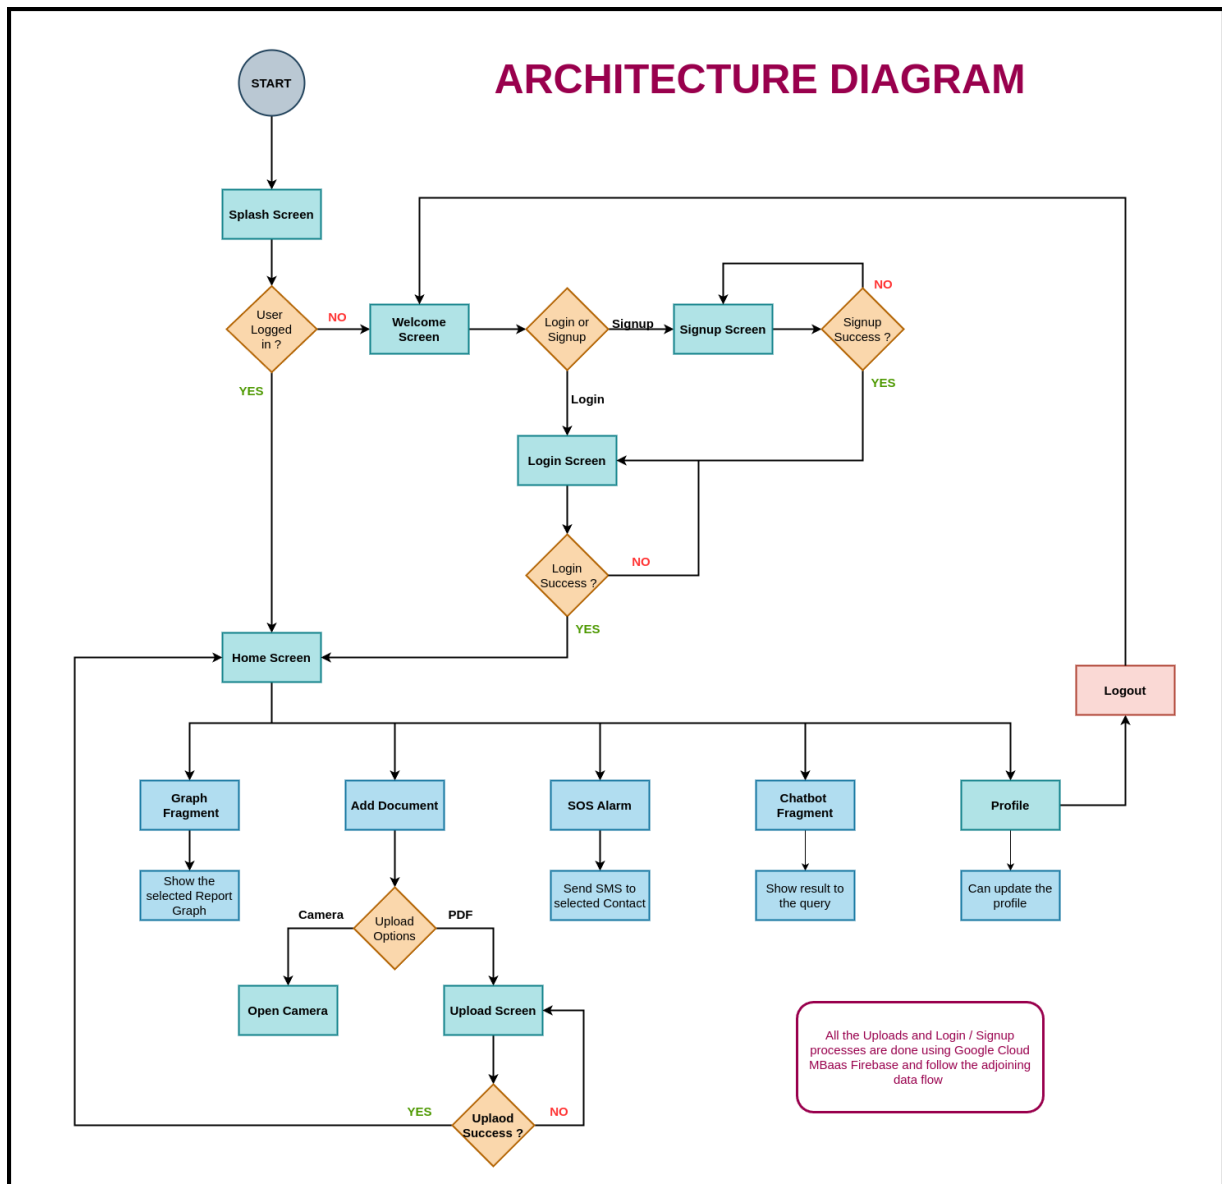 ARCHITECTURE DIAGRAM
START
Splash Screen
User
Logged
in ?
NO
Welcome
Screen
Login or
Signup
Signup
Signup Screen
Signup
Success ?
NO
YES
YES
Login
Login Screen
Login
Success ?
NO
YES
Home Screen
Logout
Graph
Fragment
Add Document
SOS Alarm
Chatbot
Fragment
Profile
Show the
selected Report
Graph
Send SMS to
selected Contact
Show result to
the query
Can update the
profile
Camera
Upload
Options
PDF
Open Camera
Upload Screen
YES
Uplaod
Success ?
NO
All the Uploads and Login / Signup
processes are done using Google Cloud
MBaas Firebase and follow the adjoining
data flow